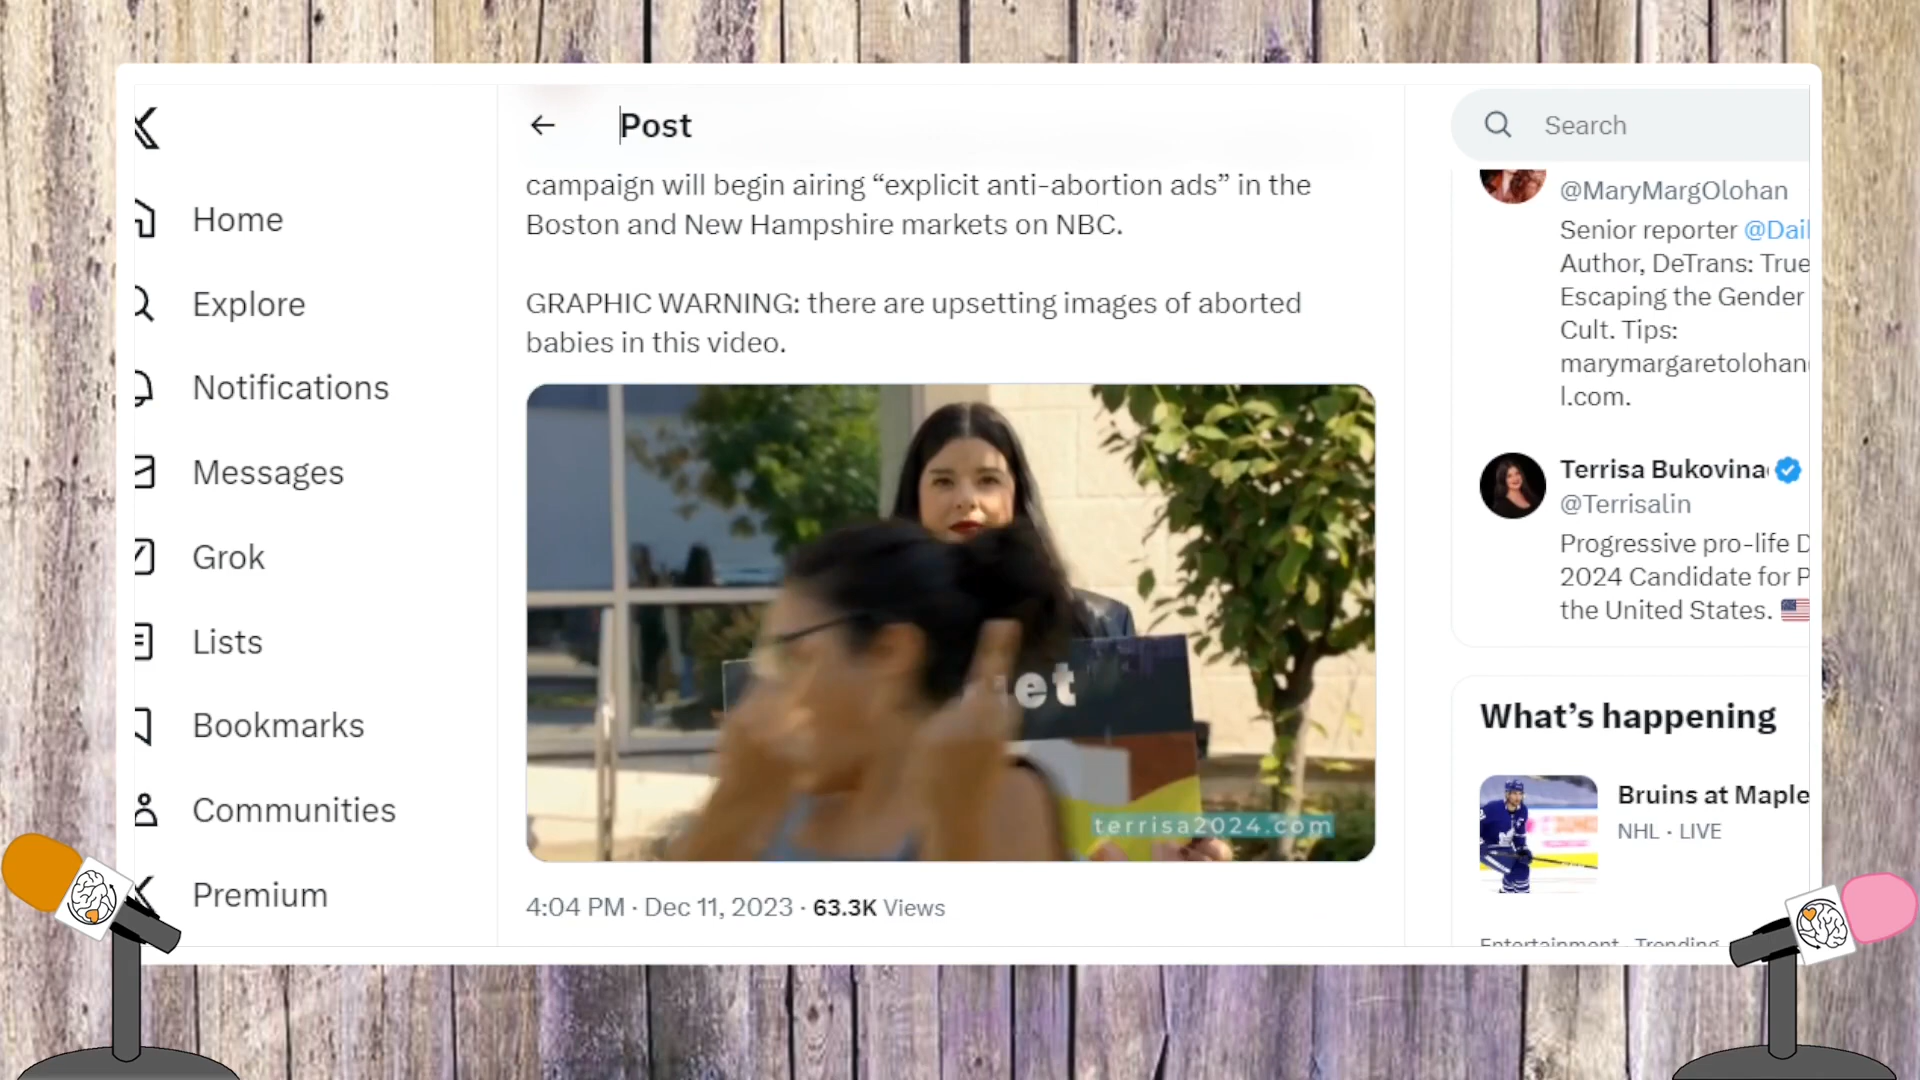 Home
Explore
Notifications
Messages
Grok
Lists
Bookmarks
Communities
Premium
Post
campaign will begin airing “explicit anti-abortion ads” in the
Boston and New Hampshire markets on NBC.
GRAPHIC WARNING: there are upsetting images of aborted
babies in this video.
et
terrisa2024.com
4:04 PM · Dec 11, 2023 · 63.3K Views
Search
@MaryMargOlohan
Senior reporter @Dail
Author, DeTrans: True
Escaping the Gender
Cult. Tips:
marymargaretolohan
l.com.
Terrisa Bukovina
@Terrisalin
Progressive pro-life D
2024 Candidate for P
the United States.
What’s happening
Bruins at Maple
NHL · LIVE
Entertainment · Trending